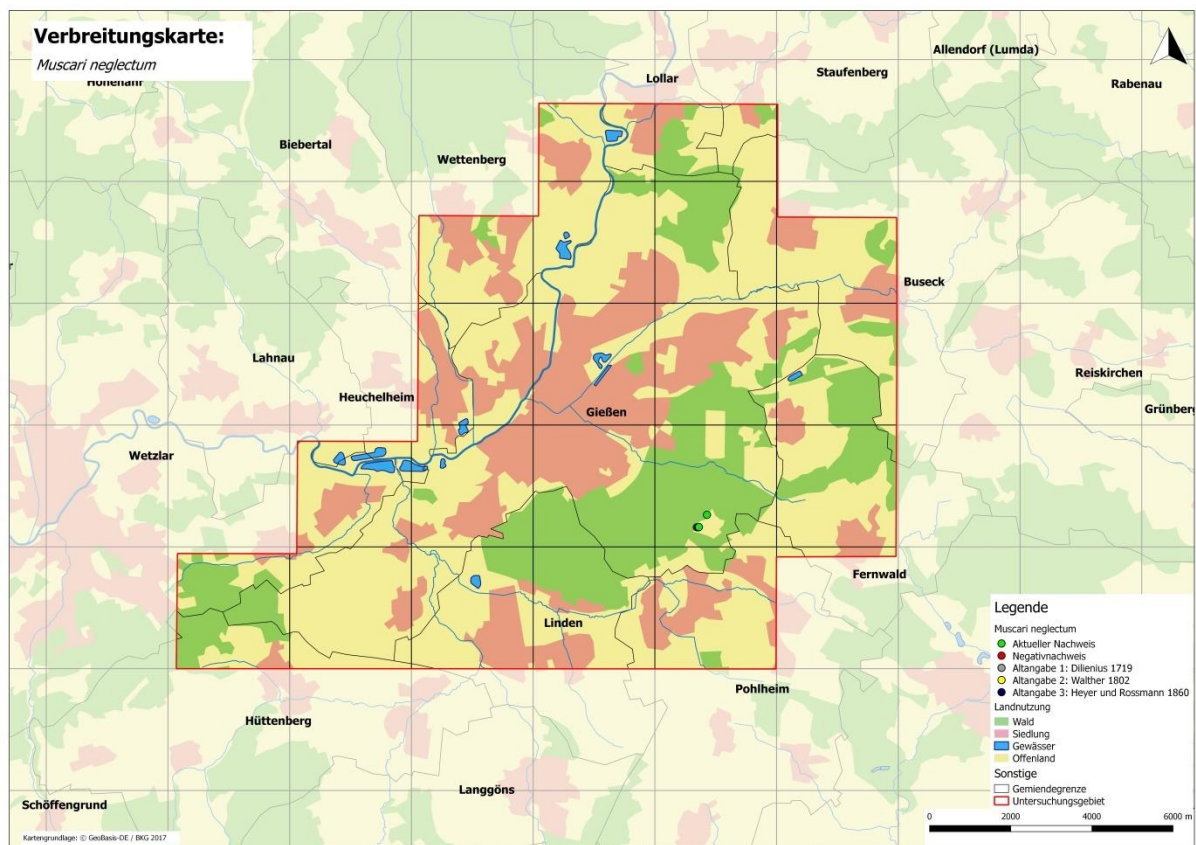 Verbreitungskarte:
Muscari neglectum
Hohenahr
Allendorf (Lumda)
Lollar
Staufenberg
Rabenau
Biebertal
Wettenberg
Buseck
Lahnau
Heuchelheim
Reiskirchen
Gießen
Grünberg
Wetzlar
Fernwald
Linden
Pohlheim
Hüttenberg
Langgöns
Schöffengrund
Legende
Muscari neglectum
Aktueller Nachweis
Negativnachweis
Altangabe 1: Dillenius 1719
Altangabe 2: Walther 1802
Altangabe 3: Heyer und Rossmann 1860
Landnutzung
Wald
Siedlung
Gewässer
Offenland
Sonstige
Gemiendegrenze
Untersuchungsgebiet
0 2000 4000 6000 m
Kartengrundlage: © GeoBasis-DE / BKG 2017